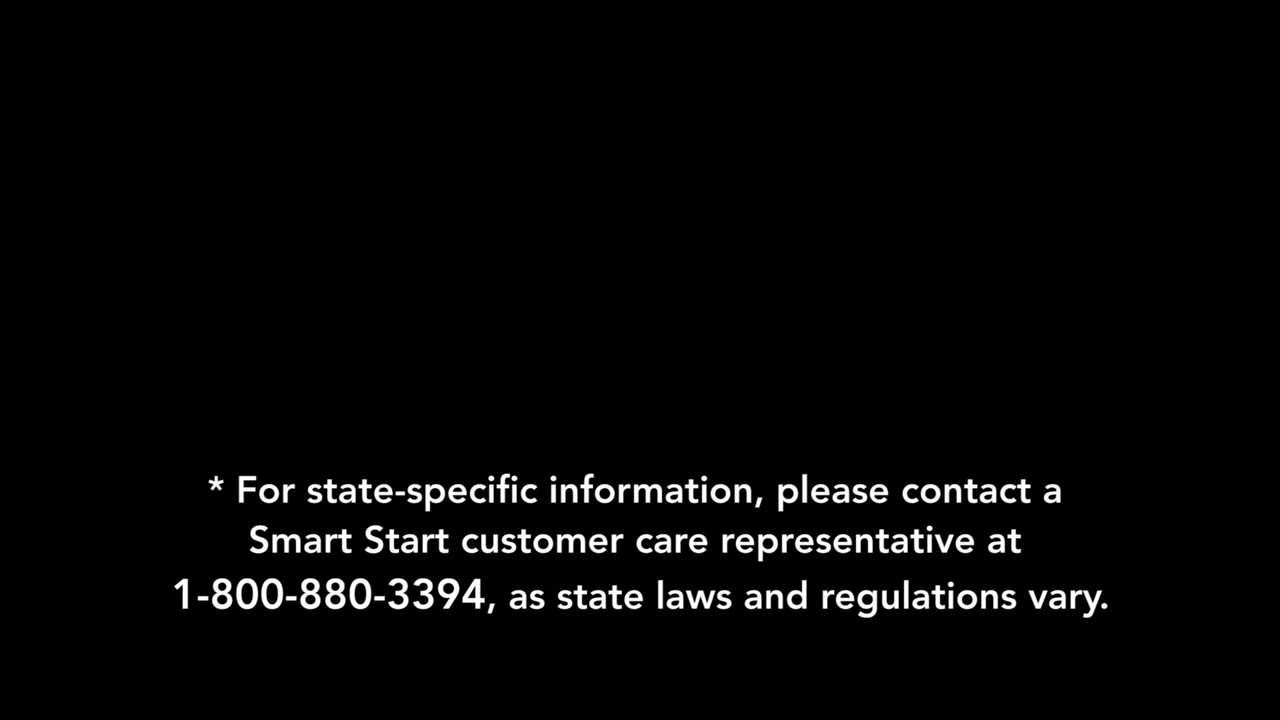 * For state-specific information, please contact a
Smart Start customer care representative at
1-800-880-3394, as state laws and regulations vary.